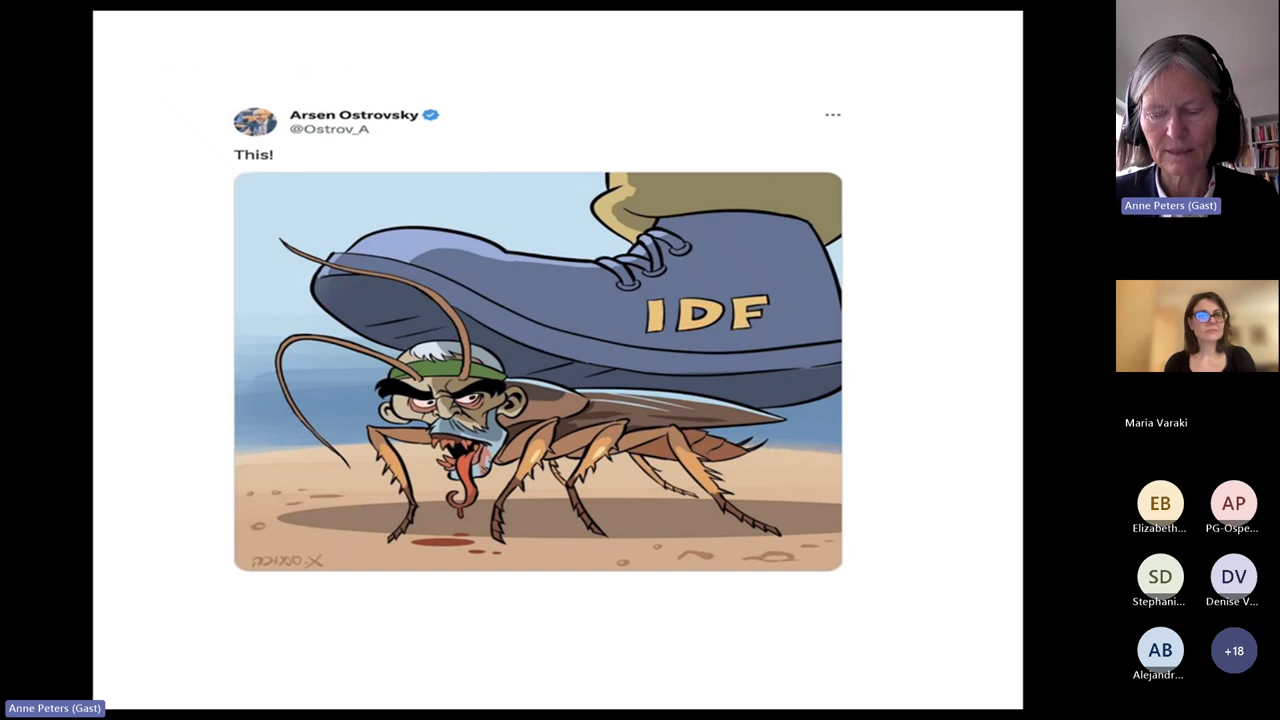 Arsen Ostrovsky
@Ostrov_A
This!
IDF
Anne Peters (Gast)
Maria Varaki
EB
Elizabeth...
AP
PG-Ospe...
SD
Stephani...
DV
Denise V...
AB
Alejandr...
+18
Anne Peters (Gast)